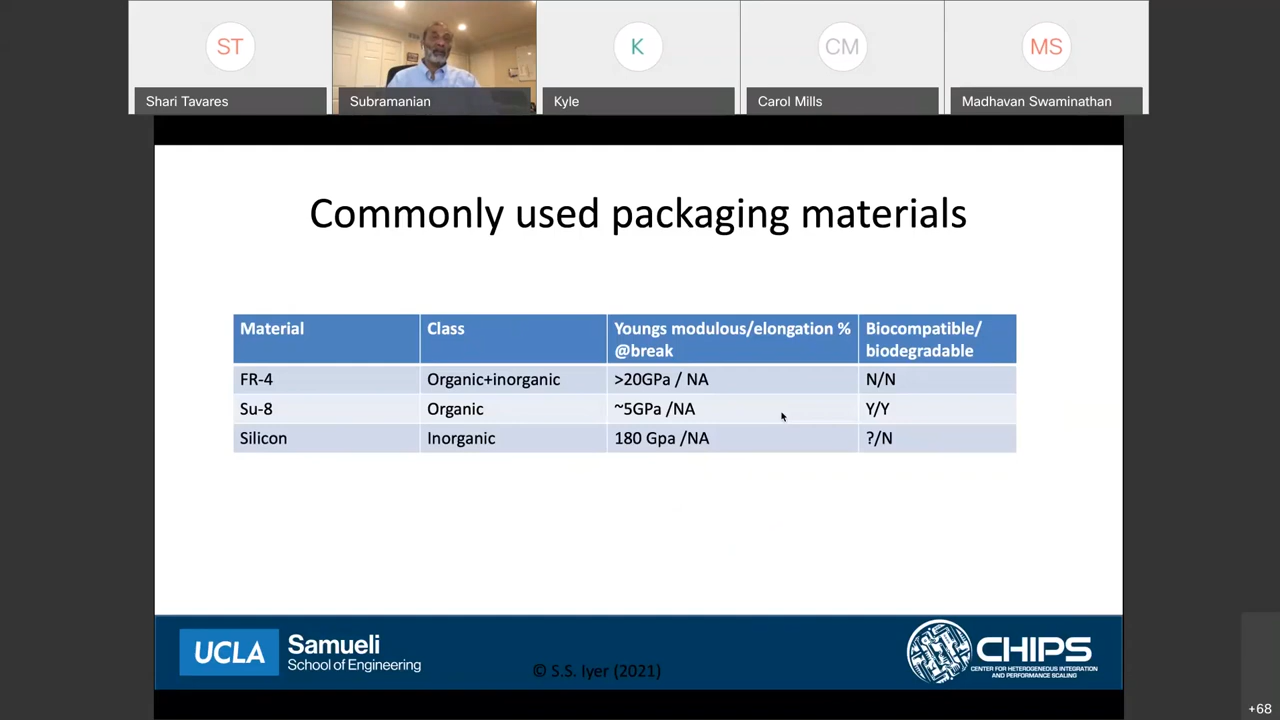 ST
K
CM
MS
Shari Tavares
Subramanian
Kyle
Carol Mills
Madhavan Swaminathan
Commonly used packaging materials
Material
Class
Youngs modulous/elongation %
@break
Biocompatible/
biodegradable
FR-4
Organic+inorganic
>20GPa / NA
N/N
Su-8
Organic
~5GPa /NA
Y/Y
Silicon
Inorganic
180 Gpa /NA
?/N
UCLA
Samueli
School of Engineering
© S.S. Iyer (2021)
CHIPS
CENTER FOR HETEROGENEOUS INTEGRATION
AND PERFORMANCE SCALING
+68